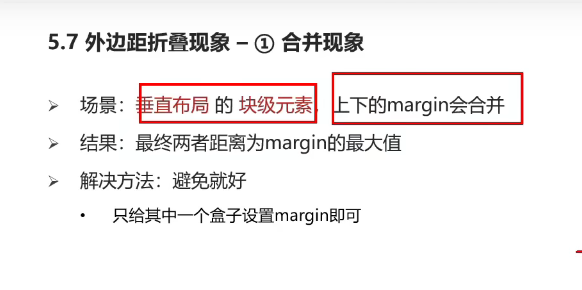 5.7 外边距折叠现象 – ① 合并现象
➢ 场景：垂直布局 的 块级元素，上下的margin会合并
➢ 结果：最终两者距离为margin的最大值
➢ 解决方法：避免就好
• 只给其中一个盒子设置margin即可